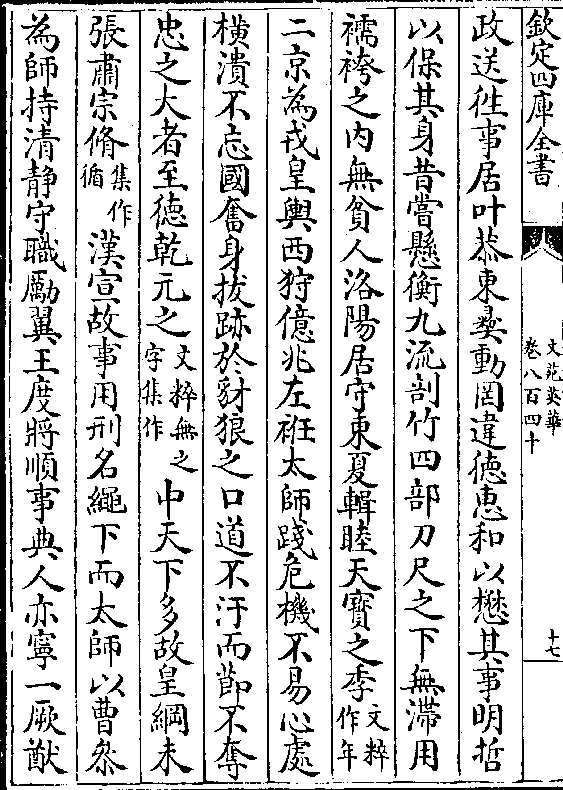 欽定四庫全書
文苑英華
卷八百四十
十七
政送徃事居叶恭東彝動罔違徳惠和以懋其事明哲
以保其身昔嘗懸衡九流剖竹四部刀尺之下無滯用
襦袴之内無貧人洛陽居守東夏輯睦天寳之季文粹作年
二京為戎皇輿西狩億兆左衽太師踐危機不易心處
横潰不忘國奮身拔跡於豺狼之口道不汙而節不奪
忠之大者至徳乾元之文粹無之字集作中天下多故皇綱未
張肅宗脩集作循漢宣故事用刑名繩下而太師以曹叅
為師持清静守職勵翼王度將順事典人亦寧一厥猷